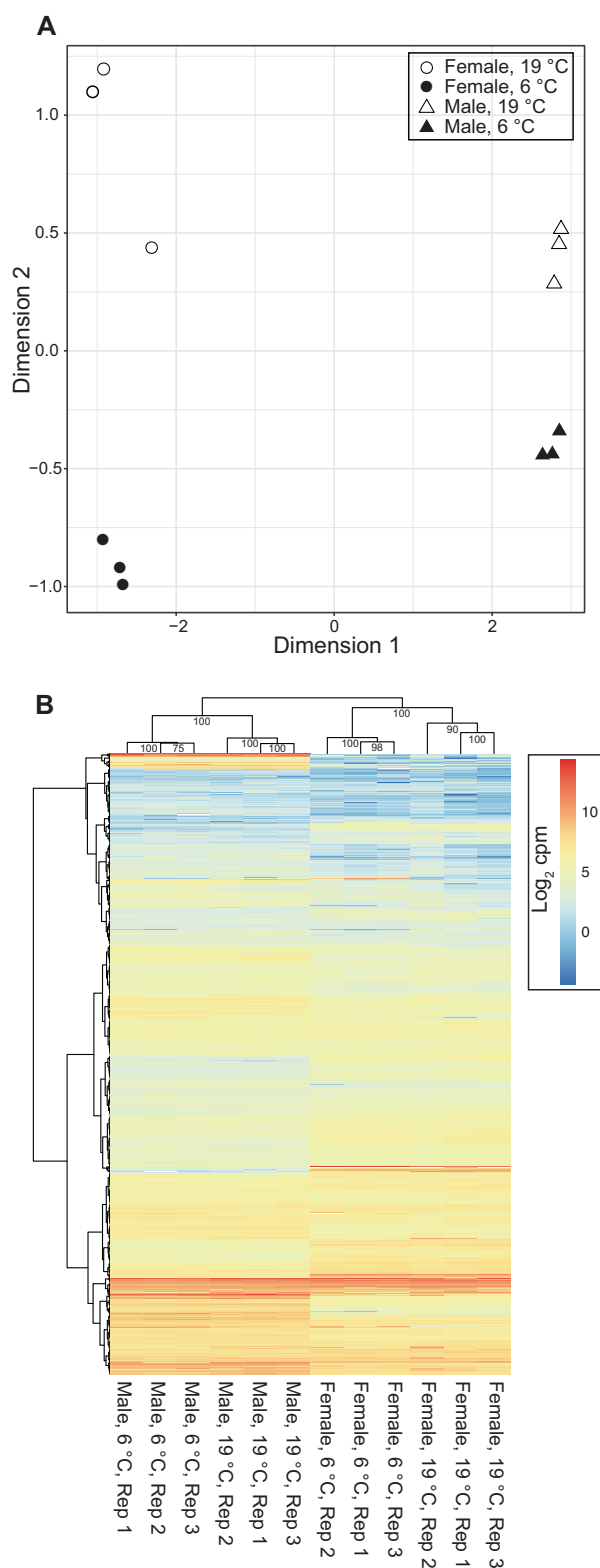 A
Female, 19 °C
Female, 6 °C
Male, 19 °C
Male, 6 °C
1.0
0.5
0.0
−0.5
−1.0
Dimension 2
−2
0
2
Dimension 1
B
100
100
100
90
100
75
100
100
100
98
100
10
5
0
Log2 cpm
Male, 6 °C, Rep 1
Male, 6 °C, Rep 2
Male, 6 °C, Rep 3
Male, 19 °C, Rep 2
Male, 19 °C, Rep 1
Male, 19 °C, Rep 3
Female, 6 °C, Rep 2
Female, 6 °C, Rep 1
Female, 6 °C, Rep 3
Female, 19 °C, Rep 2
Female, 19 °C, Rep 1
Female, 19 °C, Rep 3